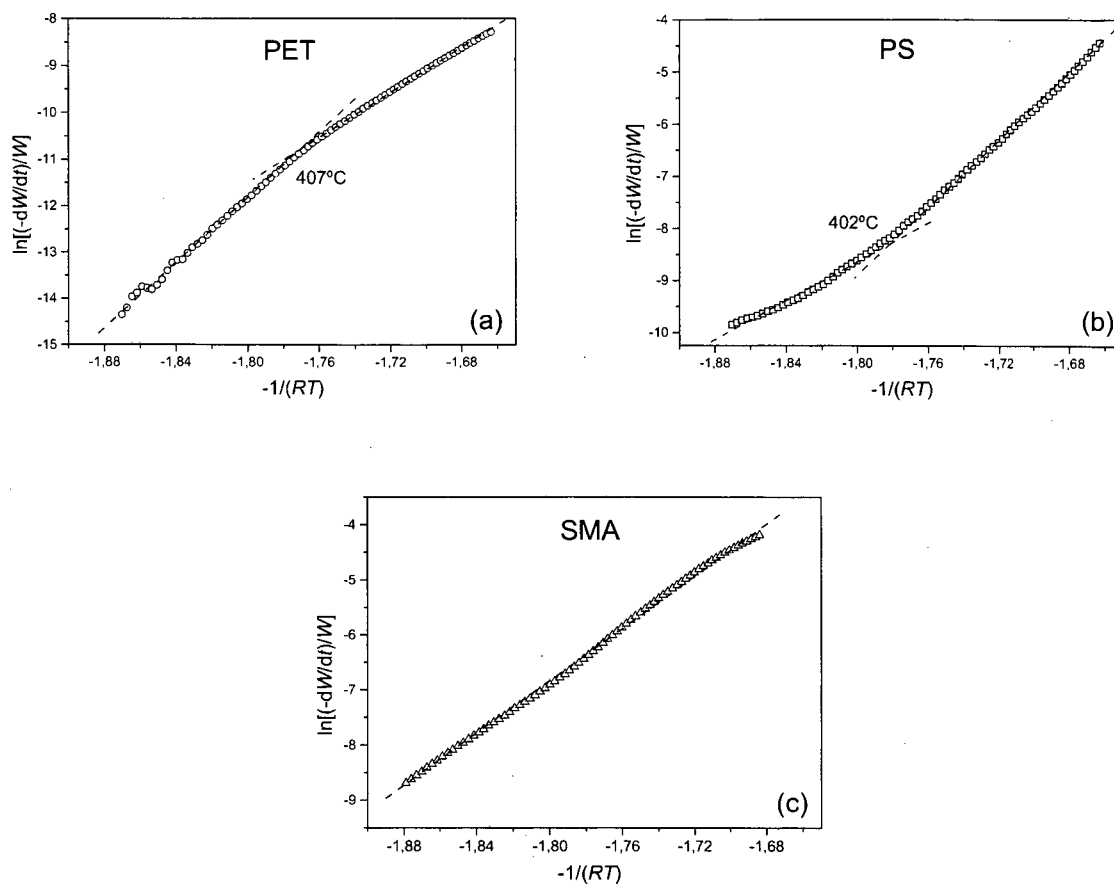 PET
ln[(-dW/dt)/W]
-8
-9
-10
-11
-12
-13
-14
-15
407ºC
(a)
-1,88
-1,84
-1,80
-1,76
-1,72
-1,68
-1/(RT)
PS
ln[(-dW/dt)/W]
-4
-5
-6
-7
-8
-9
-10
402ºC
(b)
-1,88
-1,84
-1,80
-1,76
-1,72
-1,68
-1/(RT)
SMA
ln[(-dW/dt)/W]
-4
-5
-6
-7
-8
-9
(c)
-1,88
-1,84
-1,80
-1,76
-1,72
-1,68
-1/(RT)